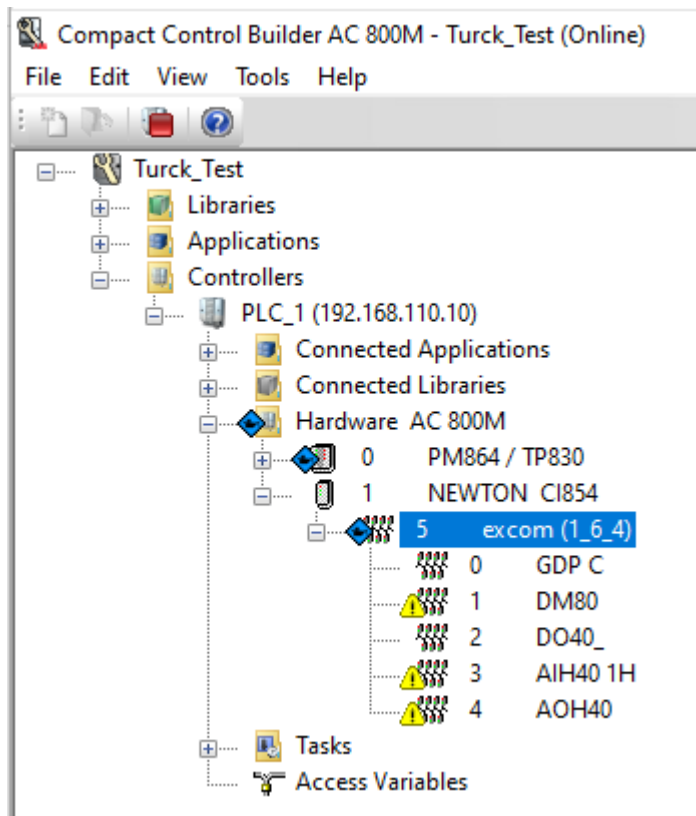 Compact Control Builder AC 800M - Turck_Test (Online)
File Edit View Tools Help
Turck_Test
Libraries
Applications
Controllers
PLC_1 (192.168.110.10)
Connected Applications
Connected Libraries
Hardware AC 800M
0 PM864 / TP830
1 NEWTON CI854
5 excom (1_6_4)
0 GDP C
1 DM80
2 DO40_
3 AIH40 1H
4 AOH40
Tasks
Access Variables